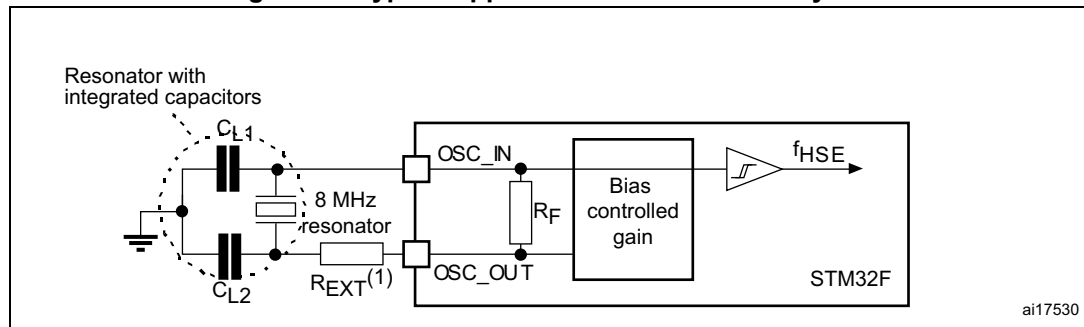 Resonator with
integrated capacitors
CL1
OSC_IN
fHSE
8 MHz
resonator
RF
Bias
controlled
gain
REXT(1)
OSC_OUT
CL2
STM32F
ai17530